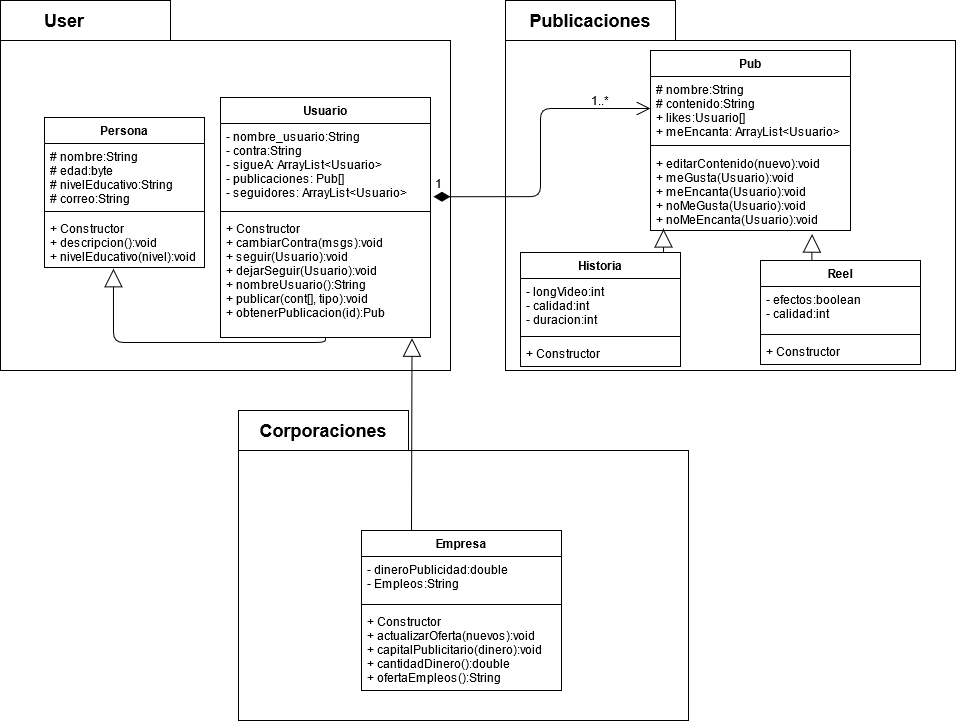 User
Persona
# nombre:String
# edad:byte
# nivelEducativo:String
# correo:String
+ Constructor
+ descripcion():void
+ nivelEducativo(nivel):void
Usuario
- nombre_usuario:String
- contra:String
- sigueA: ArrayList<Usuario>
- publicaciones: Pub[]
- seguidores: ArrayList<Usuario>
+ Constructor
+ cambiarContra(msgs):void
+ seguir(Usuario):void
+ dejarSeguir(Usuario):void
+ nombreUsuario():String
+ publicar(cont[], tipo):void
+ obtenerPublicacion(id):Pub
1
1..*
Publicaciones
Pub
# nombre:String
# contenido:String
+ likes:Usuario[]
+ meEncanta: ArrayList<Usuario>
+ editarContenido(nuevo):void
+ meGusta(Usuario):void
+ meEncanta(Usuario):void
+ noMeGusta(Usuario):void
+ noMeEncanta(Usuario):void
Historia
- longVideo:int
- calidad:int
- duracion:int
+ Constructor
Reel
- efectos:boolean
- calidad:int
+ Constructor
Corporaciones
Empresa
- dineroPublicidad:double
- Empleos:String
+ Constructor
+ actualizarOferta(nuevos):void
+ capitalPublicitario(dinero):void
+ cantidadDinero():double
+ ofertaEmpleos():String